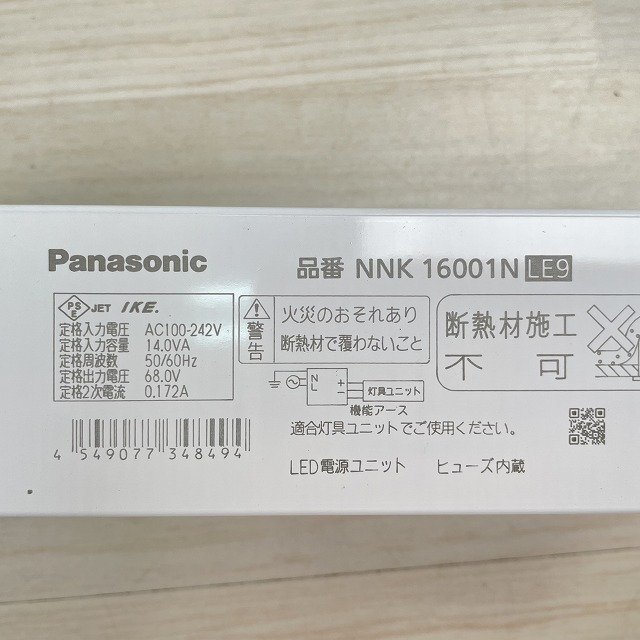 Panasonic
品番 NNK 16001N LE9
PS
E
JET IKE.
定格入力電圧 AC100-242V
定格入力容量 14.0VA
定格周波数 50/60Hz
定格出力電圧 68.0V
定格2次電流 0.172A
警告
火災のおそれあり
断熱材で覆わないこと
断熱材施工
不可
N
L
+
-
灯具ユニット
機能アース
適合灯具ユニットでご使用ください。
LED電源ユニット ヒューズ内蔵
4 549077 348494